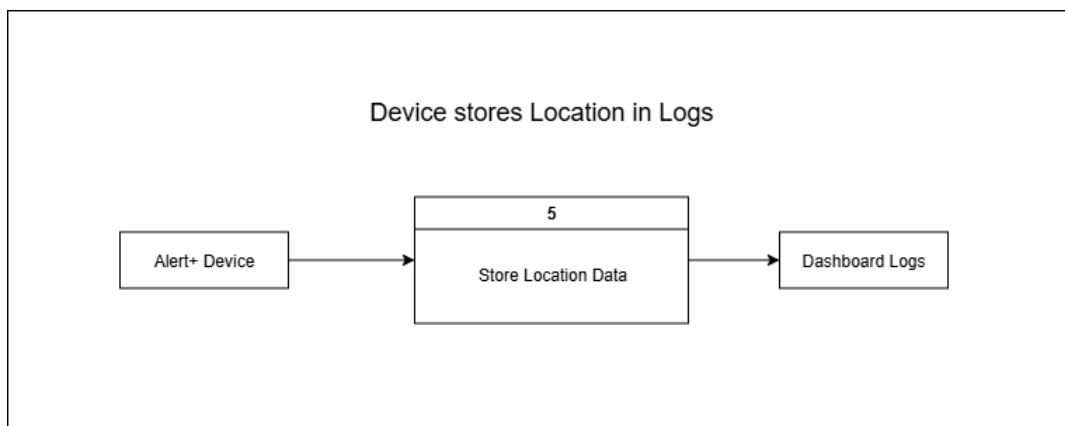 Device stores Location in Logs
5
Alert+ Device
Store Location Data
Dashboard Logs